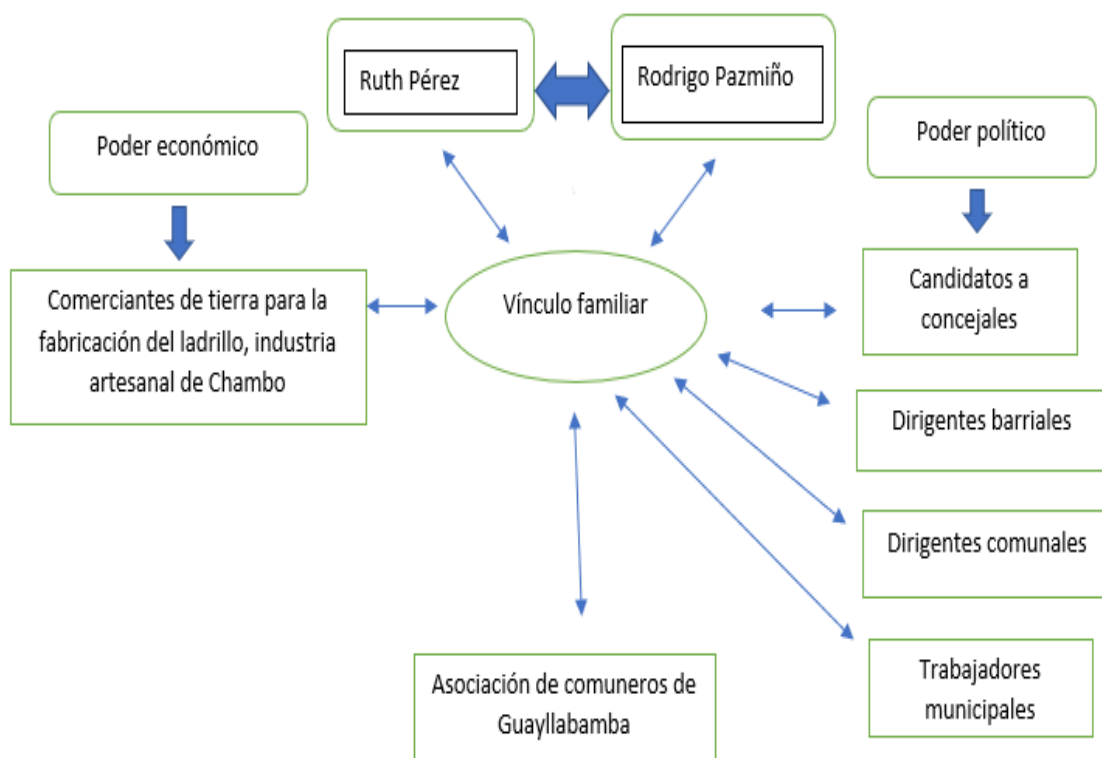 Ruth Pérez
Rodrigo Pazmiño
Poder económico
Poder político
Comerciantes de tierra para la
fabricación del ladrillo, industria
artesanal de Chambo
Vínculo familiar
Candidatos a
concejales
Dirigentes barriales
Dirigentes comunales
Trabajadores
municipales
Asociación de comuneros de
Guayllabamba